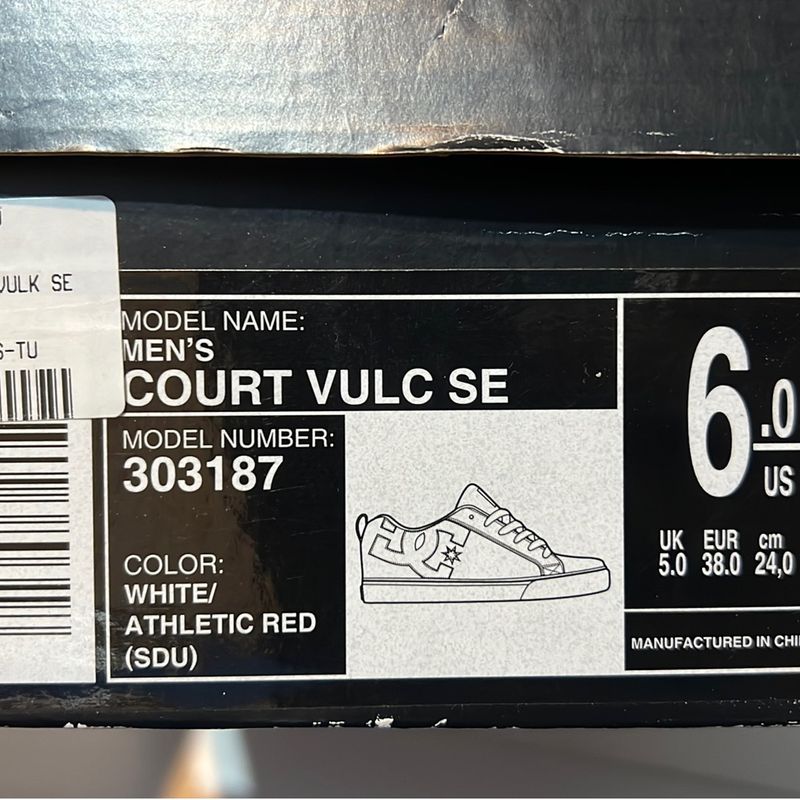 VULK SE
S-TU
MODEL NAME:
MEN'S
COURT VULC SE
MODEL NUMBER:
303187
COLOR:
WHITE/
ATHLETIC RED
(SDU)
6.0
US
UK EUR cm
5.0 38.0 24,0
MANUFACTURED IN CHI